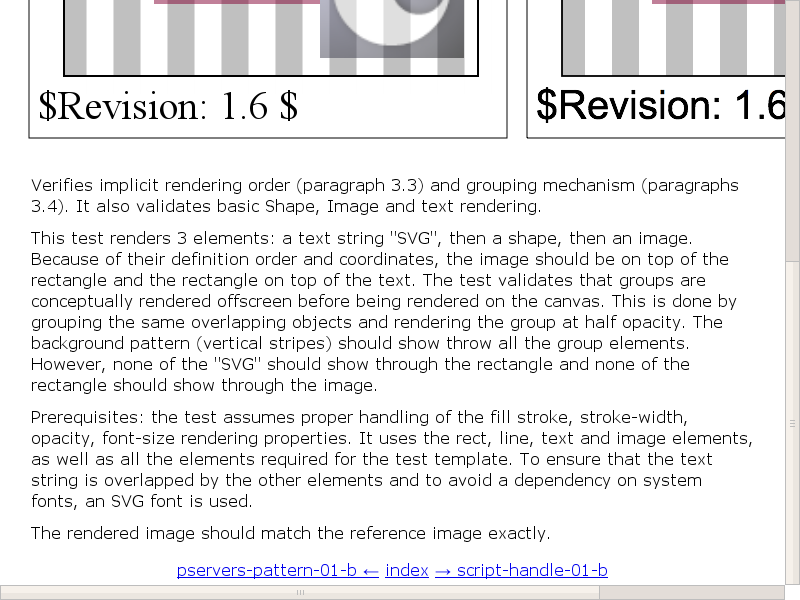 $Revision: 1.6 $
$Revision: 1.6
Verifies implicit rendering order (paragraph 3.3) and grouping mechanism (paragraphs
3.4). It also validates basic Shape, Image and text rendering.
This test renders 3 elements: a text string "SVG", then a shape, then an image.
Because of their definition order and coordinates, the image should be on top of the
rectangle and the rectangle on top of the text. The test validates that groups are
conceptually rendered offscreen before being rendered on the canvas. This is done by
grouping the same overlapping objects and rendering the group at half opacity. The
background pattern (vertical stripes) should show throw all the group elements.
However, none of the "SVG" should show through the rectangle and none of the
rectangle should show through the image.
Prerequisites: the test assumes proper handling of the fill stroke, stroke-width,
opacity, font-size rendering properties. It uses the rect, line, text and image elements,
as well as all the elements required for the test template. To ensure that the text
string is overlapped by the other elements and to avoid a dependency on system
fonts, an SVG font is used.
The rendered image should match the reference image exactly.
pservers-pattern-01-b ← index → script-handle-01-b